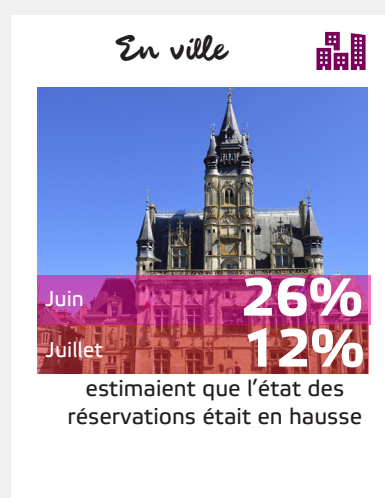 En ville
Juin 26%
Juillet 12%
estimaient que l'état des
réservations était en hausse